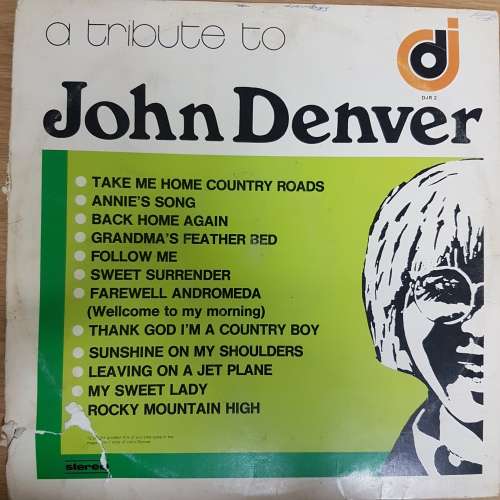 a tribute to
dj
DJR 2
John Denver
TAKE ME HOME COUNTRY ROADS
ANNIE'S SONG
BACK HOME AGAIN
GRANDMA'S FEATHER BED
FOLLOW ME
SWEET SURRENDER
FAREWELL ANDROMEDA
(Wellcome to my morning)
THANK GOD I'M A COUNTRY BOY
SUNSHINE ON MY SHOULDERS
LEAVING ON A JET PLANE
MY SWEET LADY
ROCKY MOUNTAIN HIGH
stereo